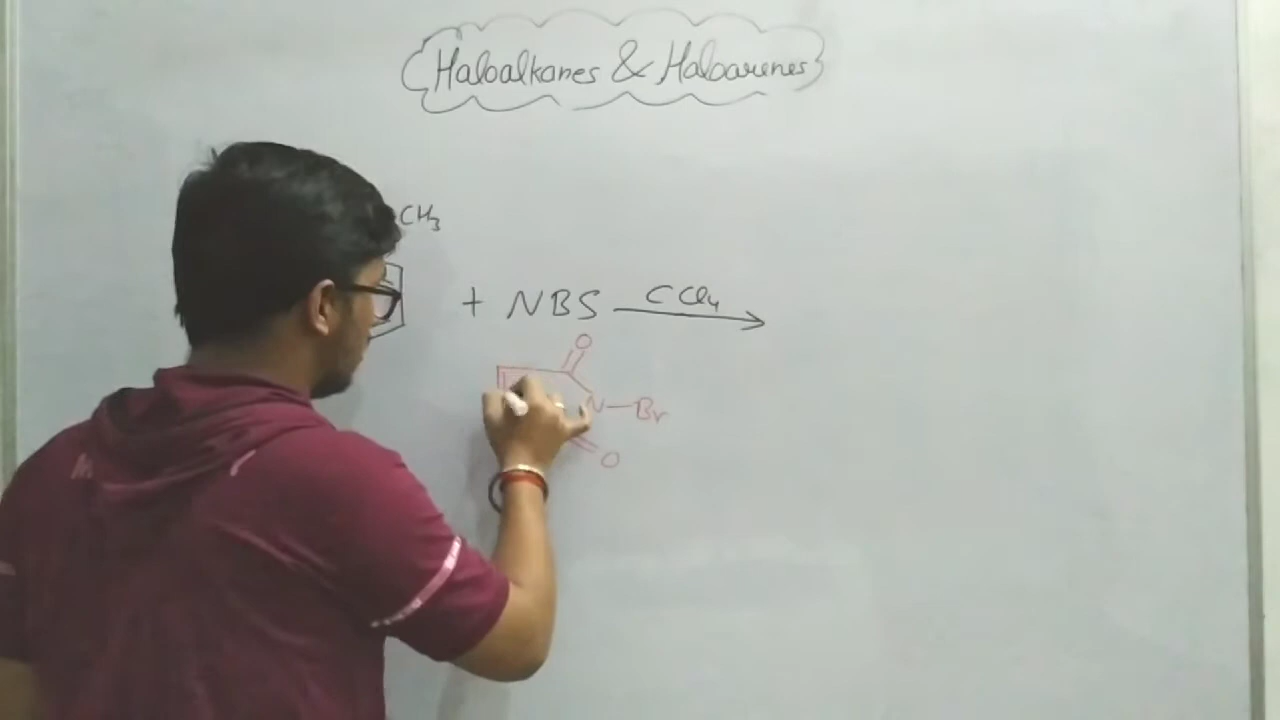 Haloalkanes & Haloarenes
CH3
+ NBS CCl4
O
N—Br
O